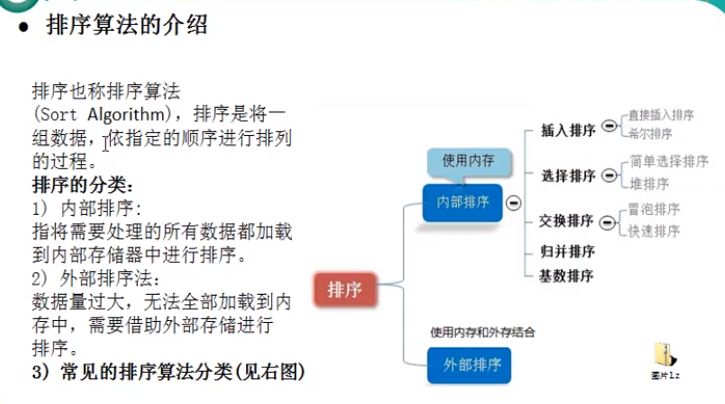 ● 排序算法的介绍
排序也称排序算法
(Sort Algorithm)，排序是将一
组数据，依指定的顺序进行排列
的过程。
排序的分类：
1) 内部排序：
指将需要处理的所有数据都加载
到内部存储器中进行排序。
2) 外部排序法：
数据量过大，无法全部加载到内
存中，需要借助外部存储进行
排序。
3) 常见的排序算法分类(见右图)
排序
使用内存
内部排序
插入排序
直接插入排序
希尔排序
选择排序
简单选择排序
堆排序
交换排序
冒泡排序
快速排序
归并排序
基数排序
使用内存和外存结合
外部排序